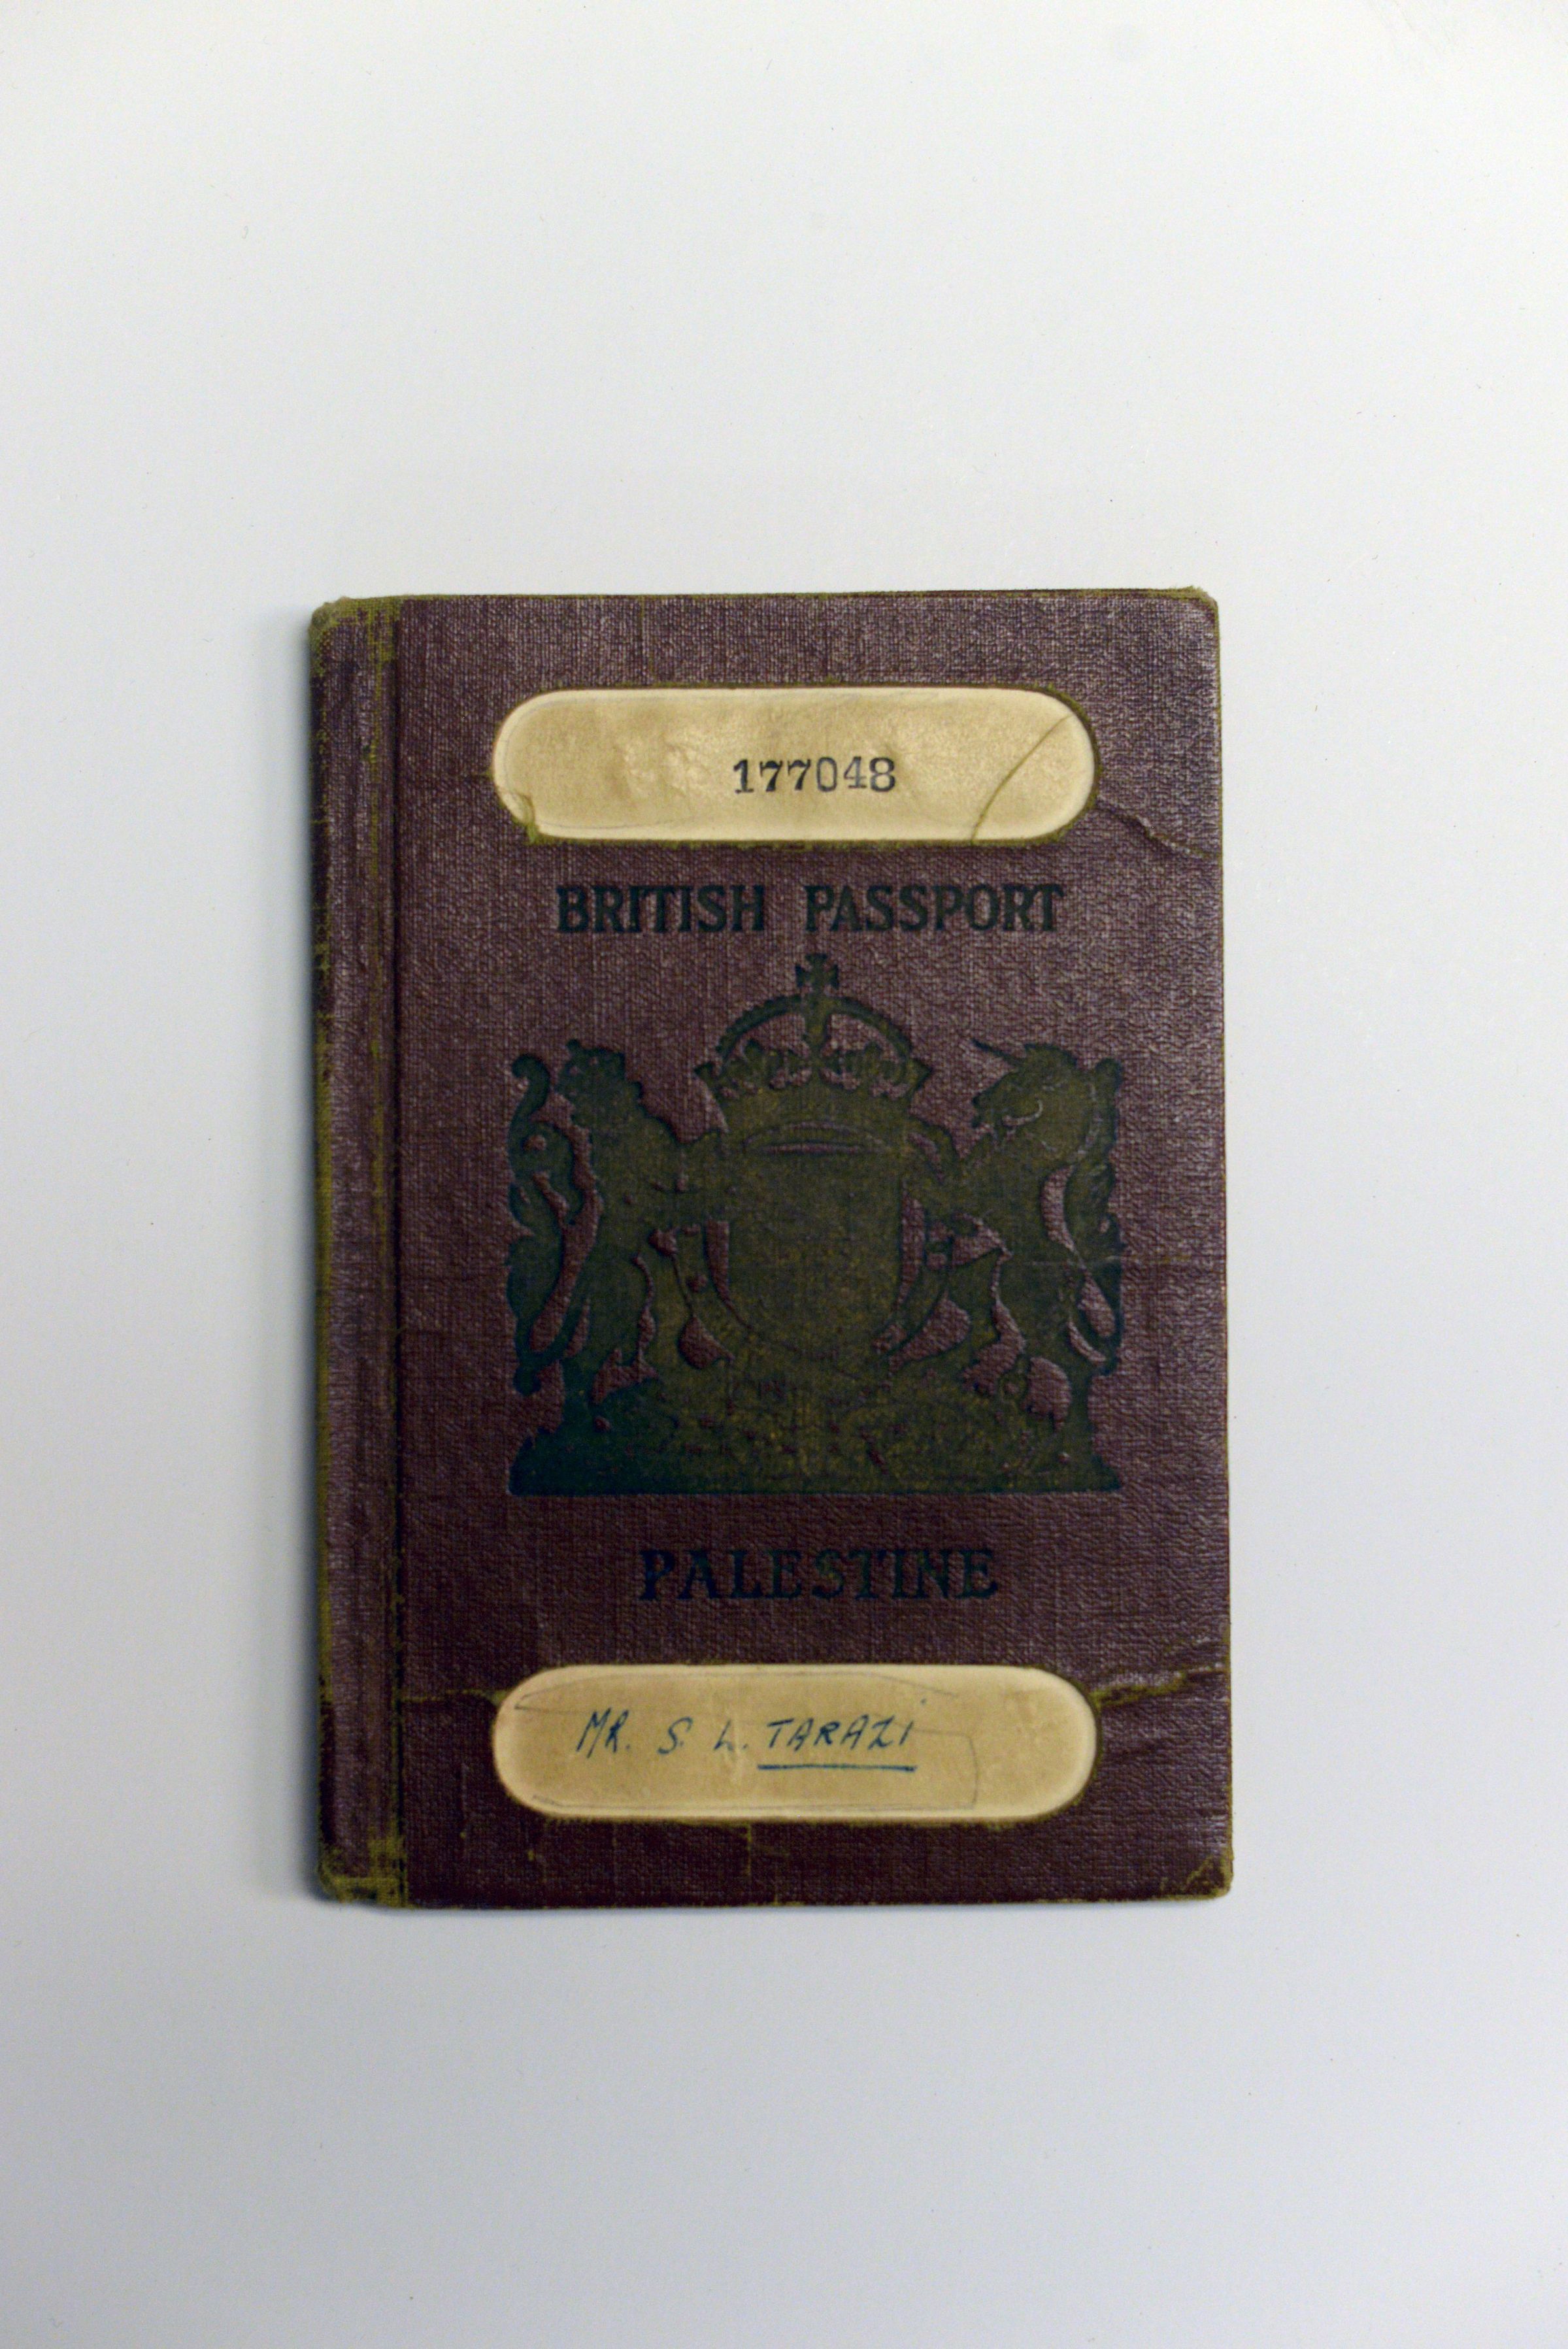 177048
BRITISH PASSPORT
PALESTINE
MR. S. L. TARAZI